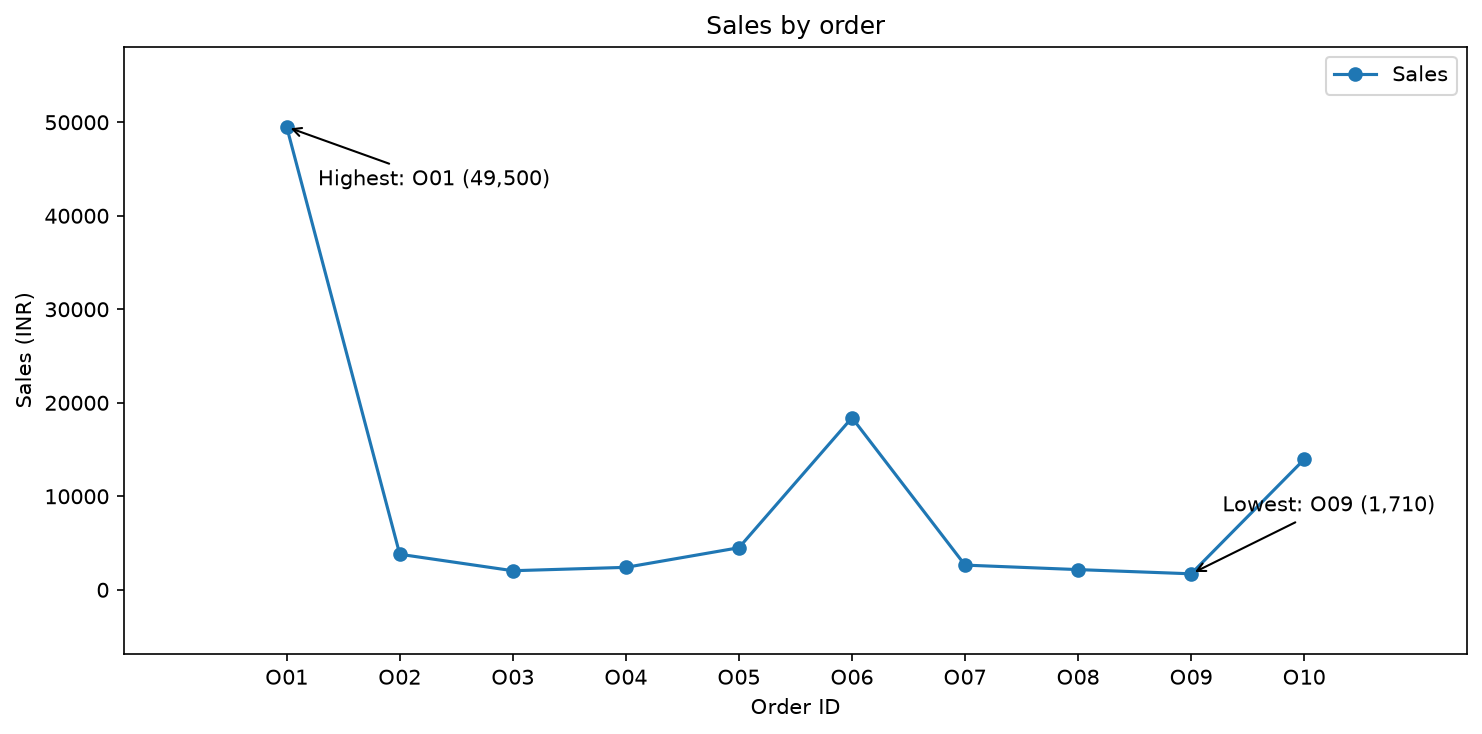 Sales by order
Sales
50000
Highest: O01 (49,500)
40000
30000
Sales (INR)
20000
10000
Lowest: O09 (1,710)
0
O01 O02 O03 O04 O05 O06 O07 O08 O09 O10
Order ID